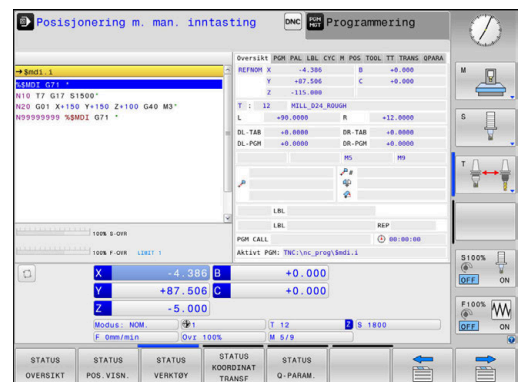 Posisjonering m. man. inntasting
DNC
PGM MGT
Programmering
→$mdi.i
%$MDI G71 *
N10 T7 G17 S1500*
N20 G01 X+150 Y+50 Z+100 G40 M3*
N99999999 %$MDI G71 *
Oversikt PGM PAL LBL CYC M POS TOOL TT TRANS QPARA
REFNOM X -4.386 B +0.000
Y +87.506 C +0.000
Z -115.000
T : 12 MILL_D24_ROUGH
L +90.0000 R +12.0000
DL-TAB +0.0000 DR-TAB +0.0000
DL-PGM +0.0000 DR-PGM +0.0000
M5 M9
LBL
LBL REP
PGM CALL 00:00:00
Aktivt PGM: TNC:\nc_prog\$mdi.i
100% S-OVR
100% F-OVR LIMIT 1
X -4.386 B +0.000
Y +87.506 C +0.000
Z -5.000
Modus: NOM. 1 T 12 Z S 1800
F 0mm/min Ovr 100% M 5/9
M
S
T
S100%
OFF ON
F100%
OFF ON
STATUS OVERSIKT
STATUS POS.VISN.
STATUS VERKTØY
STATUS KOORDINAT TRANSF
STATUS Q-PARAM.